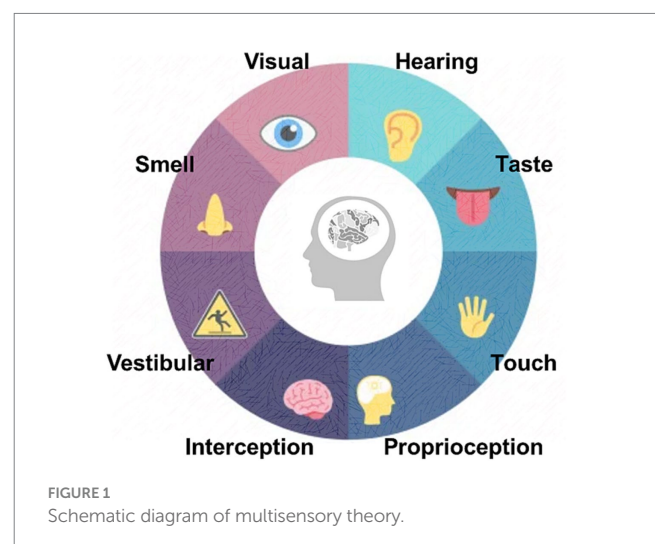 Visual Hearing
Smell Taste
Vestibular Touch
Interception Proprioception
FIGURE 1
Schematic diagram of multisensory theory.